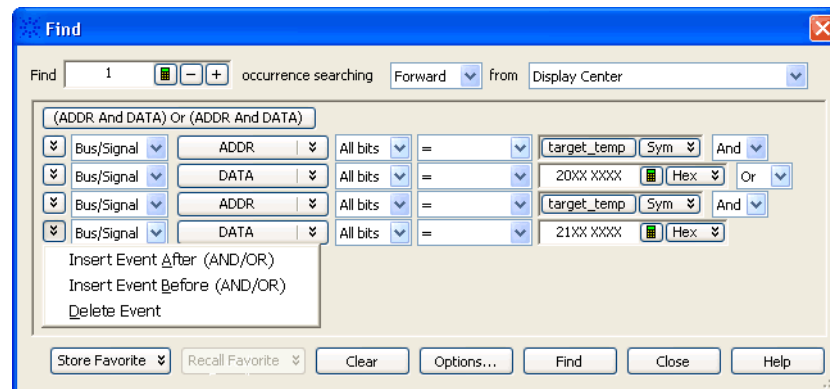 Find
Find 1 − + occurrence searching Forward from Display Center
(ADDR And DATA) Or (ADDR And DATA)
Bus/Signal ADDR All bits = target_temp Sym And
Bus/Signal DATA All bits = 20XX XXXX Hex Or
Bus/Signal ADDR All bits = target_temp Sym And
Bus/Signal DATA All bits = 21XX XXXX Hex
Insert Event After (AND/OR)
Insert Event Before (AND/OR)
Delete Event
Store Favorite Recall Favorite Clear Options... Find Close Help